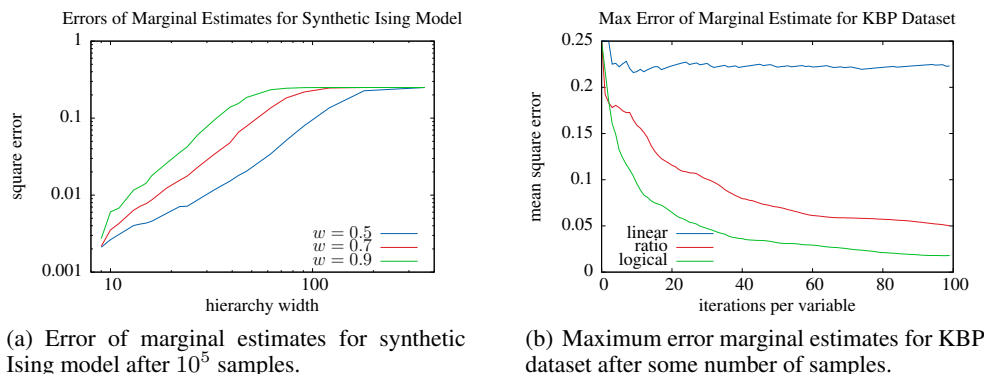 Errors of Marginal Estimates for Synthetic Ising Model
1
0.1
0.01
0.001
square error
10
100
hierarchy width
w = 0.5
w = 0.7
w = 0.9
(a) Error of marginal estimates for synthetic
Ising model after 10⁵ samples.
Max Error of Marginal Estimate for KBP Dataset
0.25
0.2
0.15
0.1
0.05
0
mean square error
0
20
40
60
80
100
iterations per variable
linear
ratio
logical
(b) Maximum error marginal estimates for KBP
dataset after some number of samples.